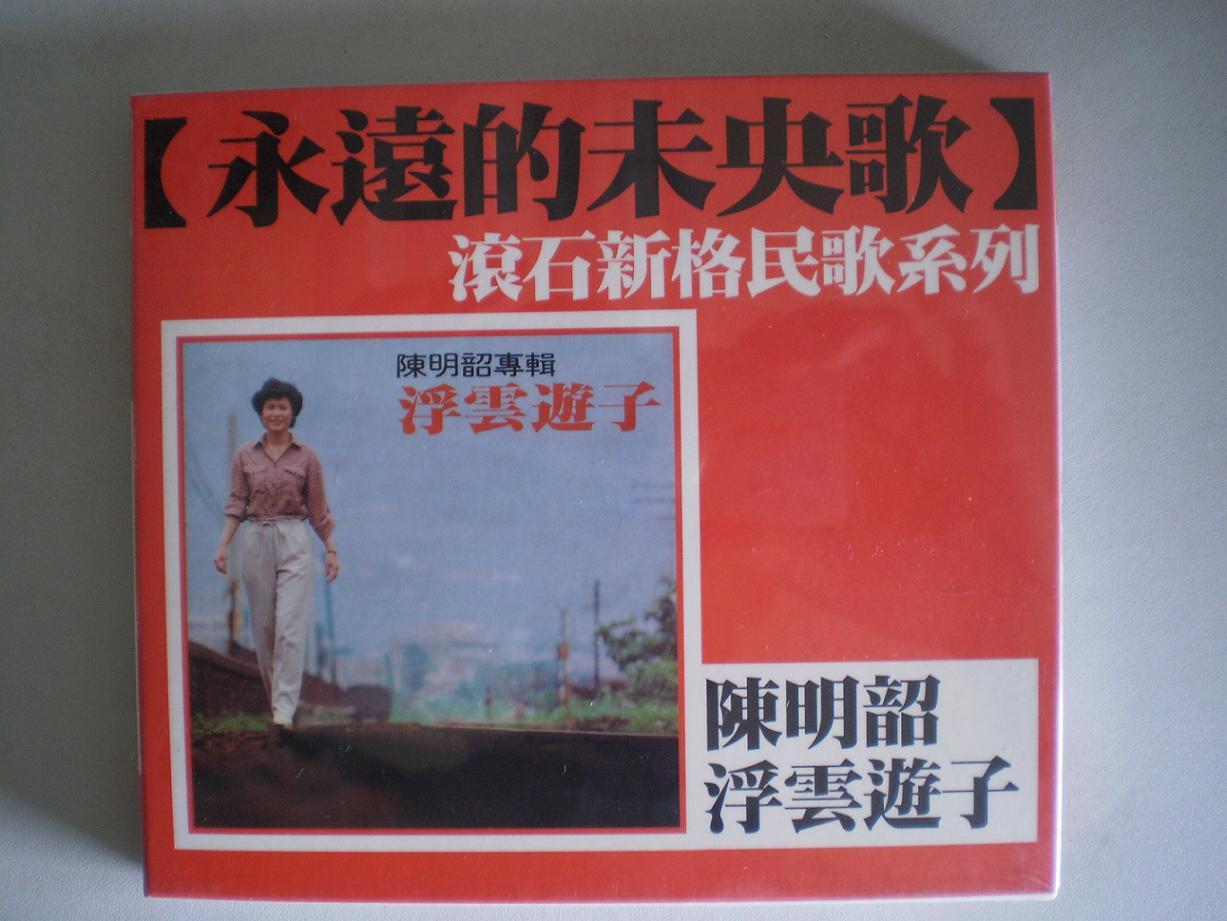 【永遠的未央歌】
滾石新格民歌系列
陳明韶專輯
浮雲遊子
陳明韶
浮雲遊子